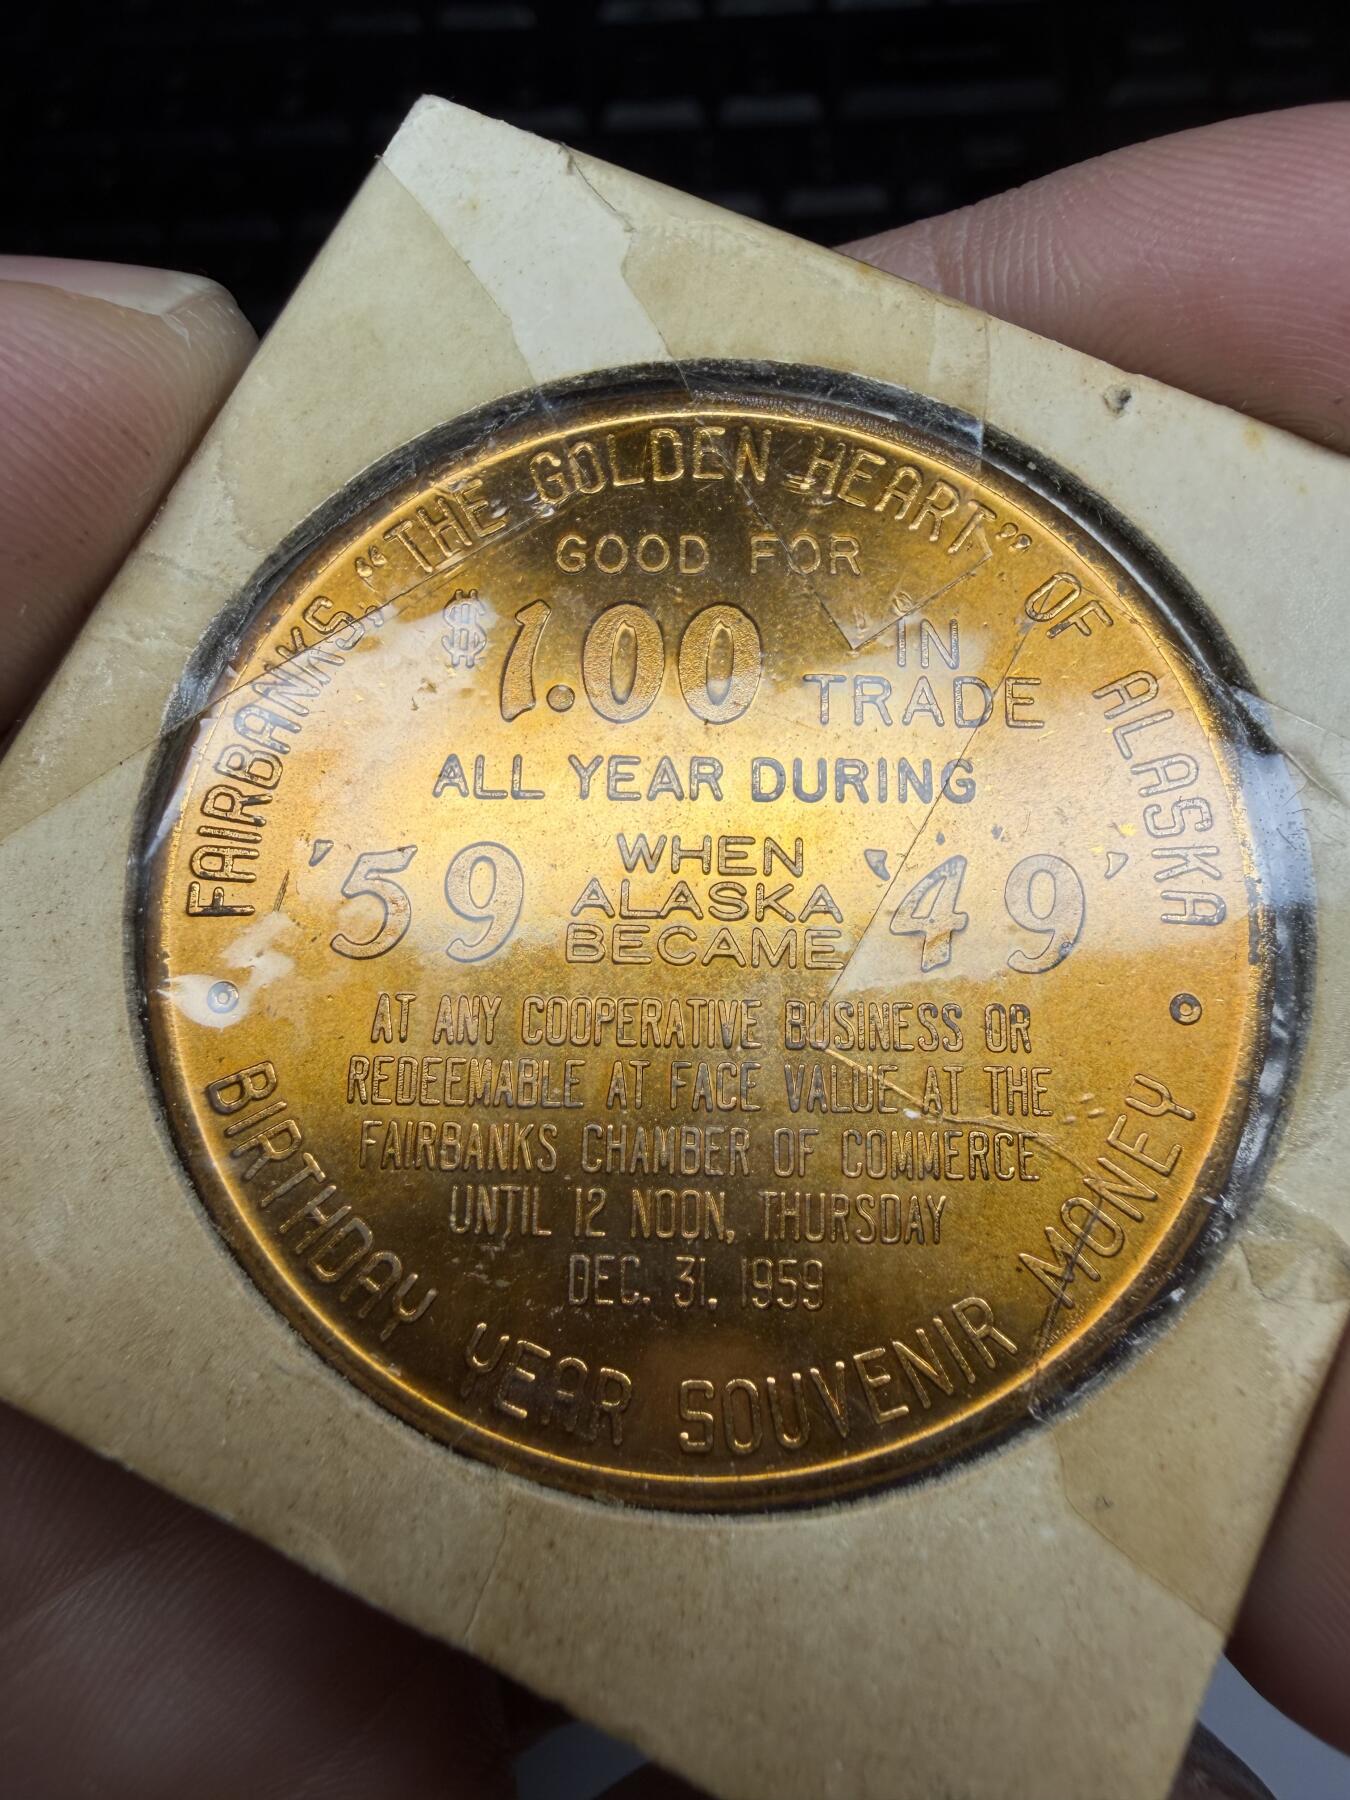 FAIRBANKS, "THE GOLDEN HEART" OF ALASKA
GOOD FOR
$1.00 IN TRADE
ALL YEAR DURING
'59 WHEN ALASKA BECAME '49'
AT ANY COOPERATIVE BUSINESS OR
REDEEMABLE AT FACE VALUE AT THE
FAIRBANKS CHAMBER OF COMMERCE
UNTIL 12 NOON, THURSDAY
DEC. 31, 1959
BIRTHDAY YEAR SOUVENIR MONEY